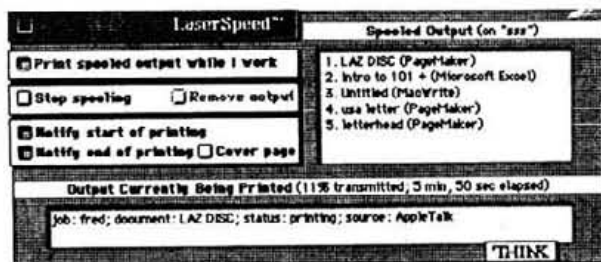 LaserSpeed™
Print spooled output while I work
Stop spooling Remove output
Notify start of printing
Notify end of printing Cover page
Spooled Output (on "sss")
1. LAZ DISC (PageMaker)
2. Intro to 101 + (Microsoft Excel)
3. Untitled (MacWrite)
4. usa letter (PageMaker)
5. letterhead (PageMaker)
Output Currently Being Printed (11% transmitted; 3 min, 50 sec elapsed)
job: fred; document: LAZ DISC; status: printing; source: AppleTalk
THINK